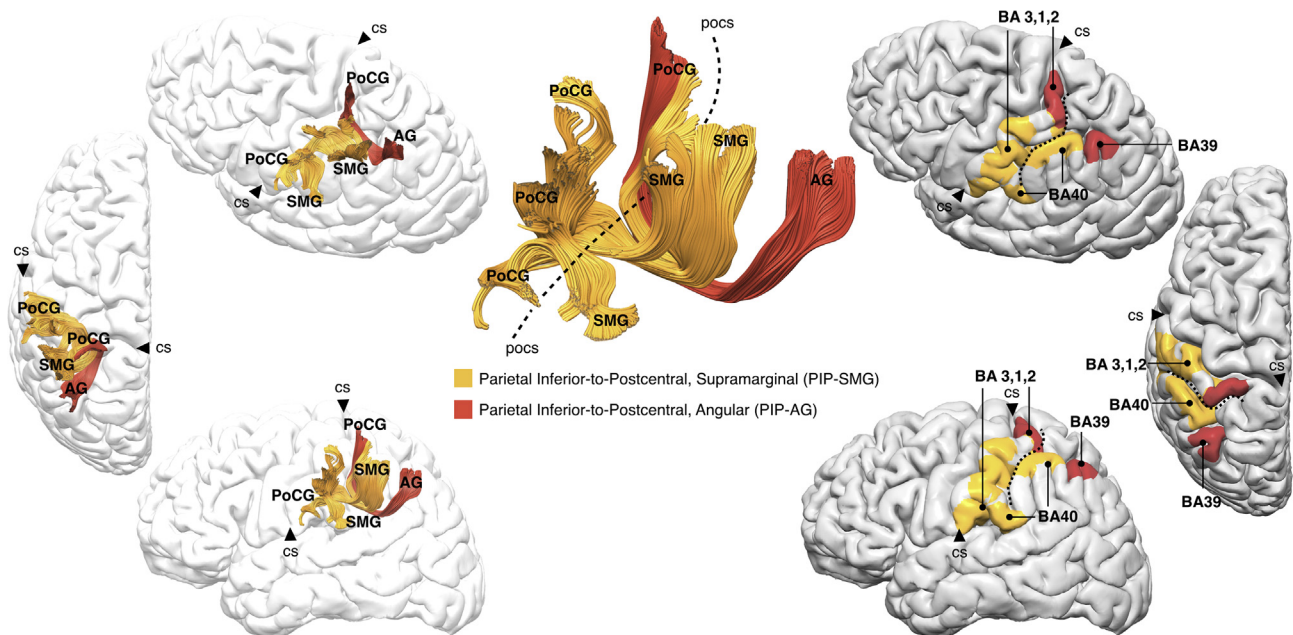 cs
PoCG
AG
PoCG
SMG
cs
SMG
cs
PoCG
PoCG
SMG
AG
cs
cs
PoCG
SMG
AG
PoCG
SMG
cs
pocs
PoCG
PoCG
SMG
SMG
AG
PoCG
PoCG
SMG
pocs
Parietal Inferior-to-Postcentral, Supramarginal (PIP-SMG)
Parietal Inferior-to-Postcentral, Angular (PIP-AG)
BA 3,1,2
cs
BA39
BA40
cs
cs
BA 3,1,2
cs
BA40
BA39
BA 3,1,2
cs
BA39
BA40
cs